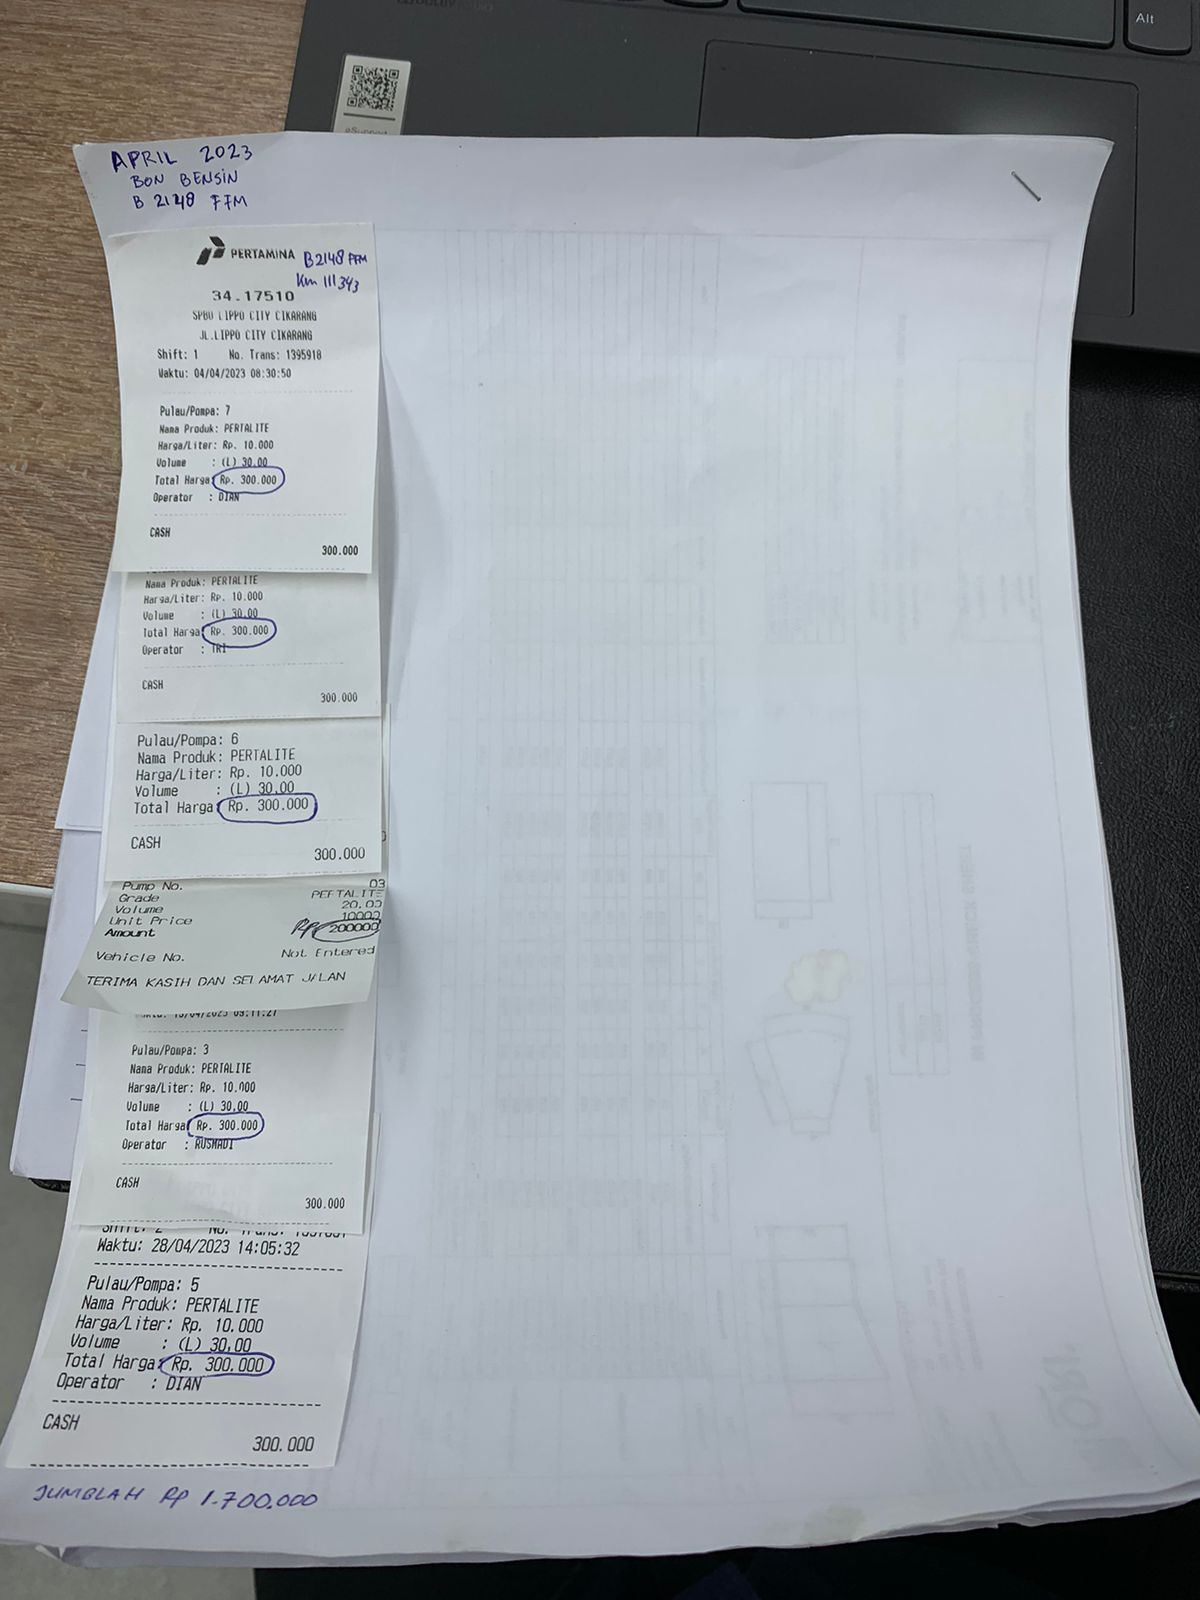 Alt
APRIL 2023
BON BENSIN
B 2148 FFM
PERTAMINA
B2148 FFM
Km 111343
34.17510
SPBU LIPPO CITY CIKARANG
JL.LIPPO CITY CIKARANG
Shift: 1 No. Trans: 1395918
Waktu: 04/04/2023 08:30:50
Pulau/Pompa: 7
Nama Produk: PERTALITE
Harga/Liter: Rp. 10.000
Volume : (L) 30,00
Total Harga: Rp. 300.000
Operator : DIAN
CASH
300.000
Nama Produk: PERTALITE
Harga/Liter: Rp. 10.000
Volume : (L) 30,00
Total Harga: Rp. 300.000
Operator : TRI
CASH
300.000
Pulau/Pompa: 6
Nama Produk: PERTALITE
Harga/Liter: Rp. 10.000
Volume : (L) 30,00
Total Harga: Rp. 300.000
CASH
300.000
Pump No. 03
Grade PERTALITE
Volume 20.00
Unit Price 10000
Amount Rp 200000
Vehicle No. Not Entered
TERIMA KASIH DAN SELAMAT JALAN
Pulau/Pompa: 3
Nama Produk: PERTALITE
Harga/Liter: Rp. 10.000
Volume : (L) 30,00
Total Harga: Rp. 300.000
Operator : RUSMADI
CASH
300.000
Shift: 2 No. Trans:
Waktu: 28/04/2023 14:05:32
Pulau/Pompa: 5
Nama Produk: PERTALITE
Harga/Liter: Rp. 10.000
Volume : (L) 30,00
Total Harga: Rp. 300.000
Operator : DIAN
CASH
300.000
JUMBLAH Rp 1.700.000